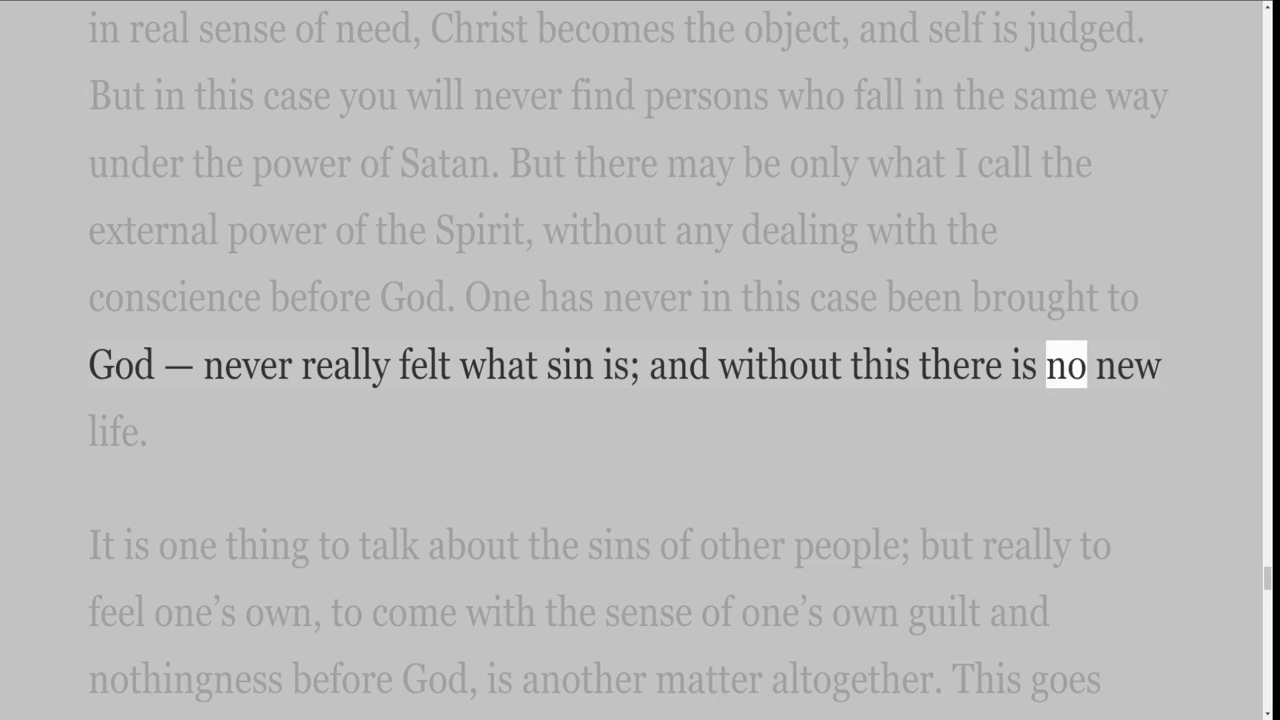 in real sense of need, Christ becomes the object, and self is judged.
But in this case you will never find persons who fall in the same way
under the power of Satan. But there may be only what I call the
external power of the Spirit, without any dealing with the
conscience before God. One has never in this case been brought to
God — never really felt what sin is; and without this there is no new
life.
It is one thing to talk about the sins of other people; but really to
feel one’s own, to come with the sense of one’s own guilt and
nothingness before God, is another matter altogether. This goes